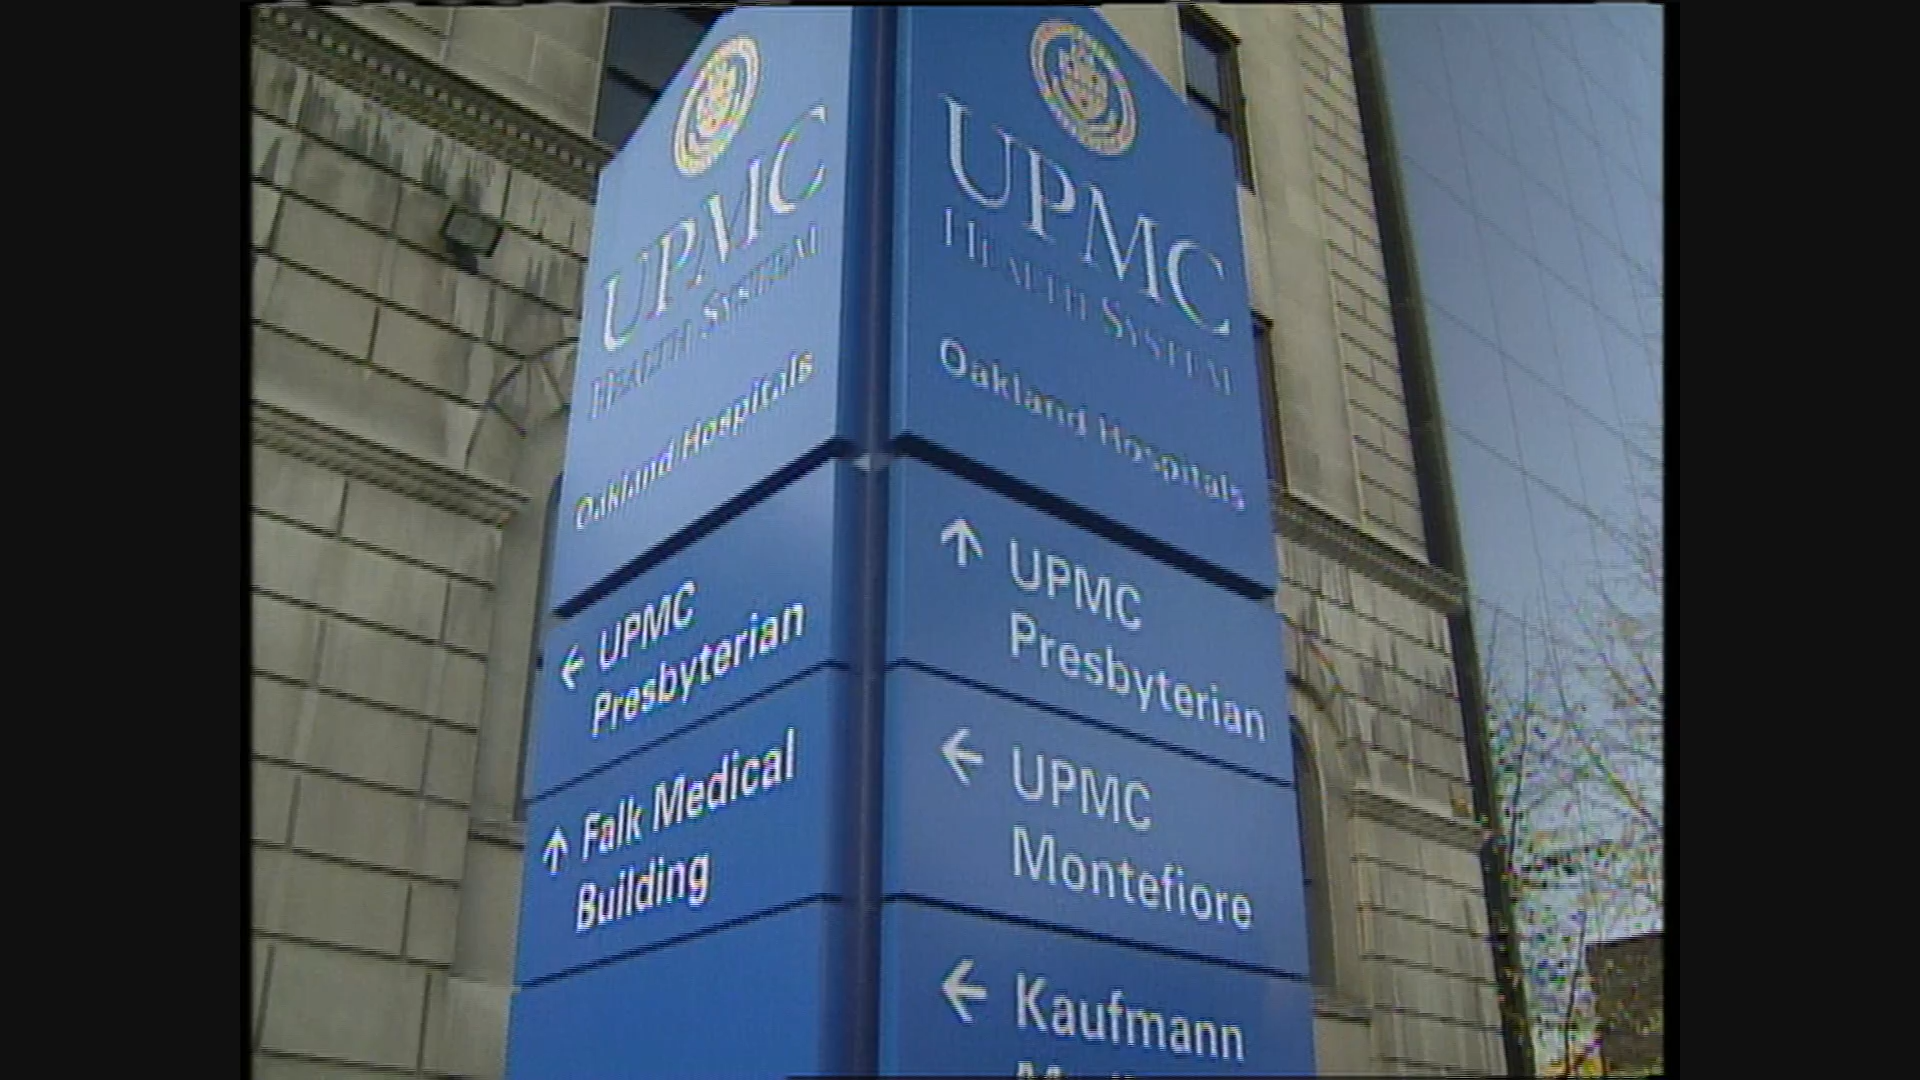 UPMC
HEALTH SYSTEM
Oakland Hospitals
← UPMC
Presbyterian
↑ Falk Medical
Building
UPMC
HEALTH SYSTEM
Oakland Hospitals
↑ UPMC
Presbyterian
← UPMC
Montefiore
← Kaufmann